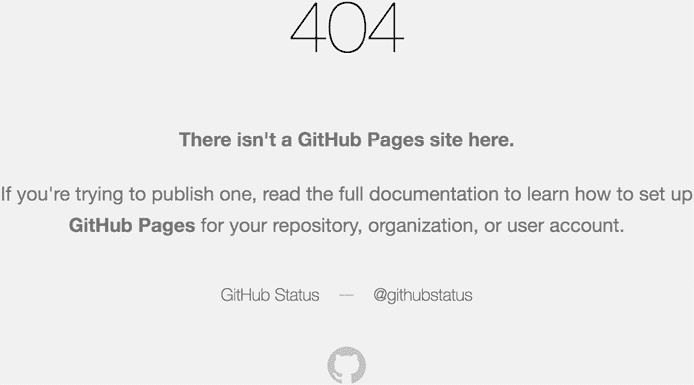 404
There isn't a GitHub Pages site here.
If you're trying to publish one, read the full documentation to learn how to set up
GitHub Pages for your repository, organization, or user account.
GitHub Status — @githubstatus